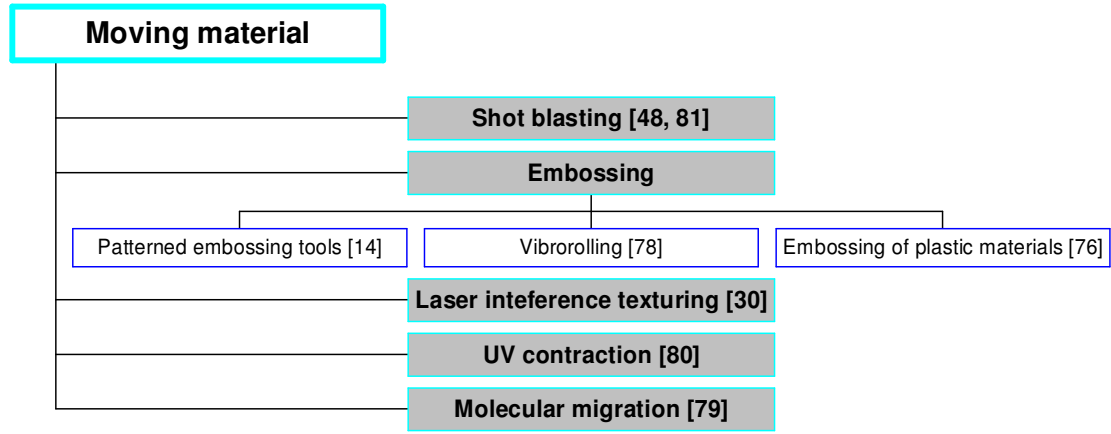 Moving material
Shot blasting [48, 81]
Embossing
Patterned embossing tools [14]
Vibrorolling [78]
Embossing of plastic materials [76]
Laser inteference texturing [30]
UV contraction [80]
Molecular migration [79]